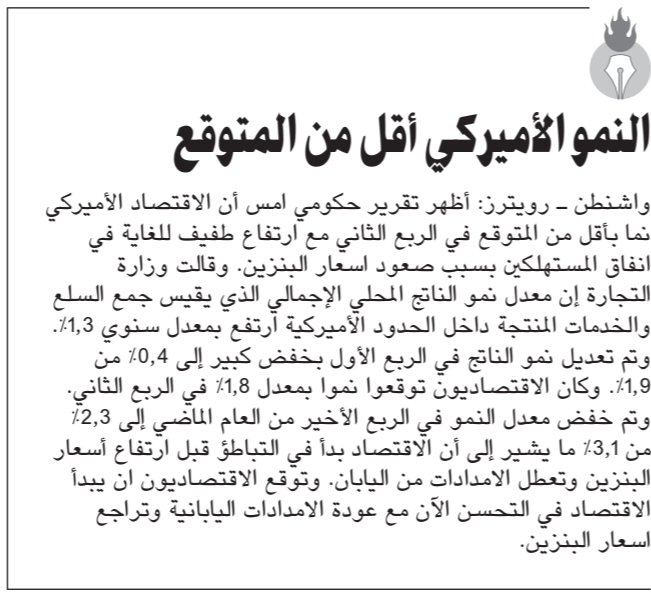 النمو الأميركي أقل من المتوقع
واشنطن ــ رويترز: أظهر تقرير حكومي امس أن الاقتصاد الأميركي
نما بأقل من المتوقع في الربع الثاني مع ارتفاع طفيف للغاية في
انفاق المستهلكين بسبب صعود اسعار البنزين. وقالت وزارة
التجارة إن معدل نمو الناتج المحلي الإجمالي الذي يقيس جمع السلع
والخدمات المنتجة داخل الحدود الأميركية ارتفع بمعدل سنوي 1,3٪.
وتم تعديل نمو الناتج في الربع الأول بخفض كبير إلى 0,4٪ من
1,9٪. وكان الاقتصاديون توقعوا نموا بمعدل 1,8٪ في الربع الثاني.
وتم خفض معدل النمو في الربع الأخير من العام الماضي إلى 2,3٪
من 3,1٪ ما يشير إلى أن الاقتصاد بدأ في التباطؤ قبل ارتفاع أسعار
البنزين وتعطل الامدادات من اليابان. وتوقع الاقتصاديون ان يبدأ
الاقتصاد في التحسن الآن مع عودة الامدادات اليابانية وتراجع
اسعار البنزين.